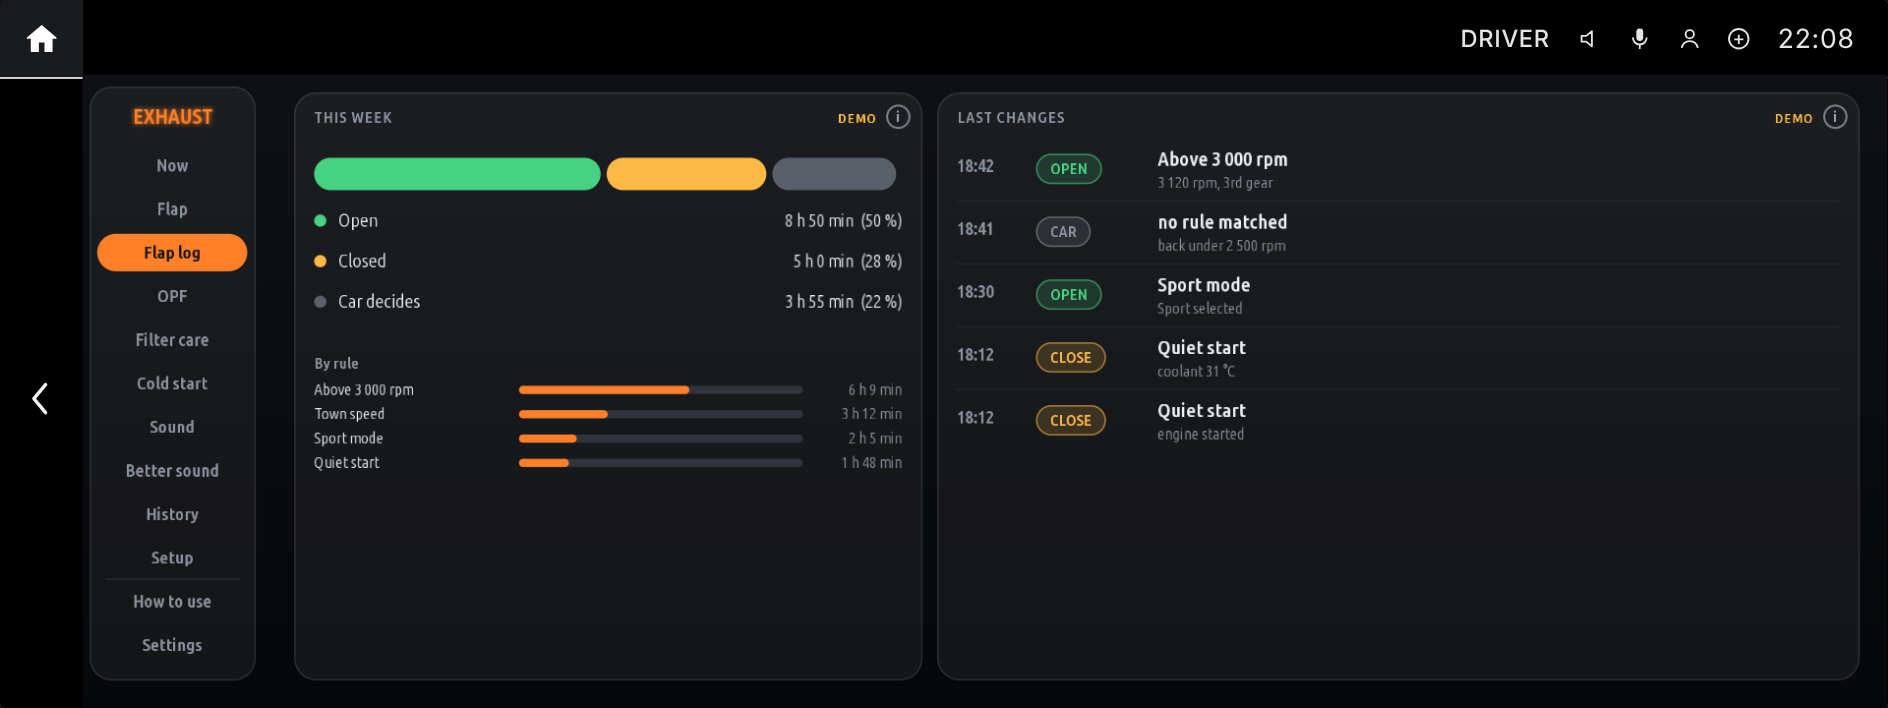 DRIVER 22:08
EXHAUST
Now
Flap
Flap log
OPF
Filter care
Cold start
Sound
Better sound
History
Setup
How to use
Settings
THIS WEEK DEMO i
Open 8 h 50 min (50 %)
Closed 5 h 0 min (28 %)
Car decides 3 h 55 min (22 %)
By rule
Above 3 000 rpm 6 h 9 min
Town speed 3 h 12 min
Sport mode 2 h 5 min
Quiet start 1 h 48 min
LAST CHANGES DEMO i
18:42 OPEN Above 3 000 rpm
3 120 rpm, 3rd gear
18:41 CAR no rule matched
back under 2 500 rpm
18:30 OPEN Sport mode
Sport selected
18:12 CLOSE Quiet start
coolant 31 °C
18:12 CLOSE Quiet start
engine started